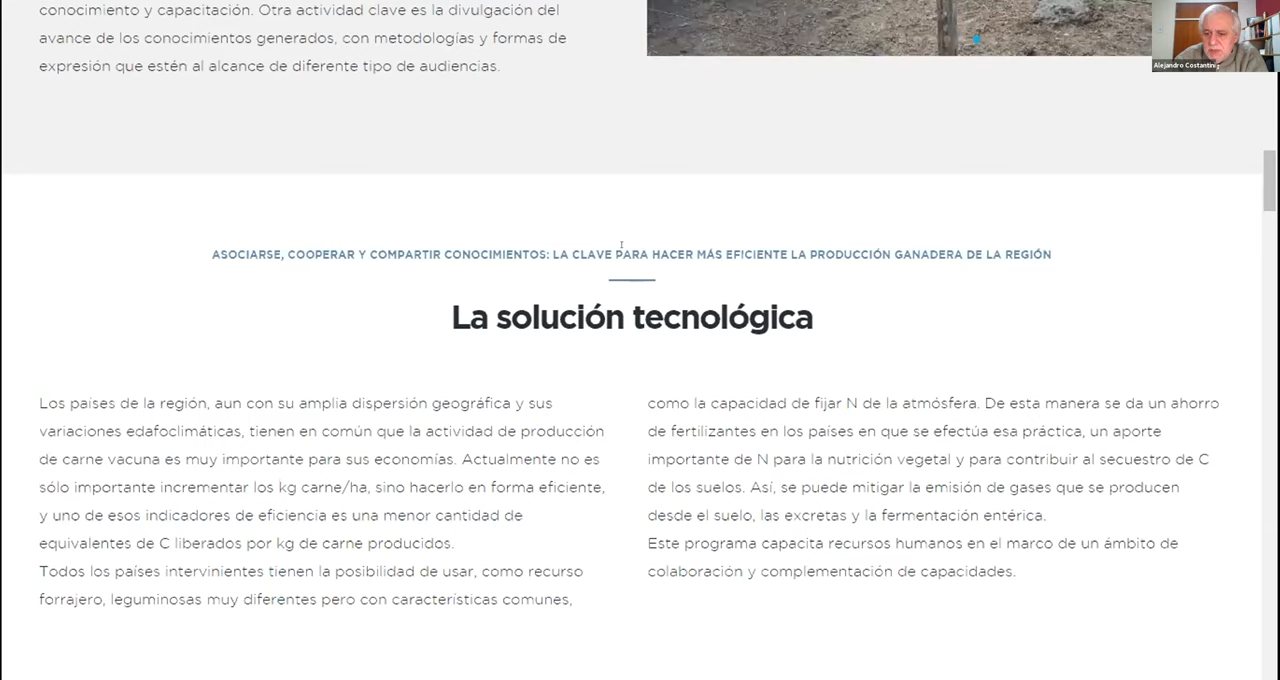 conocimiento y capacitación. Otra actividad clave es la divulgación del
avance de los conocimientos generados, con metodologías y formas de
expresión que estén al alcance de diferente tipo de audiencias.
Alejandro Costantini
ASOCIARSE, COOPERAR Y COMPARTIR CONOCIMIENTOS: LA CLAVE PARA HACER MÁS EFICIENTE LA PRODUCCIÓN GANADERA DE LA REGIÓN
La solución tecnológica
Los países de la región, aun con su amplia dispersión geográfica y sus
variaciones edafoclimáticas, tienen en común que la actividad de producción
de carne vacuna es muy importante para sus economías. Actualmente no es
sólo importante incrementar los kg carne/ha, sino hacerlo en forma eficiente,
y uno de esos indicadores de eficiencia es una menor cantidad de
equivalentes de C liberados por kg de carne producidos.
Todos los países intervinientes tienen la posibilidad de usar, como recurso
forrajero, leguminosas muy diferentes pero con características comunes,
como la capacidad de fijar N de la atmósfera. De esta manera se da un ahorro
de fertilizantes en los países en que se efectúa esa práctica, un aporte
importante de N para la nutrición vegetal y para contribuir al secuestro de C
de los suelos. Así, se puede mitigar la emisión de gases que se producen
desde el suelo, las excretas y la fermentación entérica.
Este programa capacita recursos humanos en el marco de un ámbito de
colaboración y complementación de capacidades.